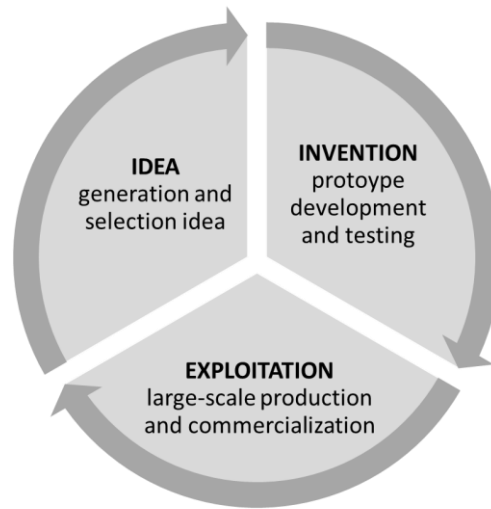 IDEA
generation and
selection idea
INVENTION
protoype
development
and testing
EXPLOITATION
large-scale production
and commercialization